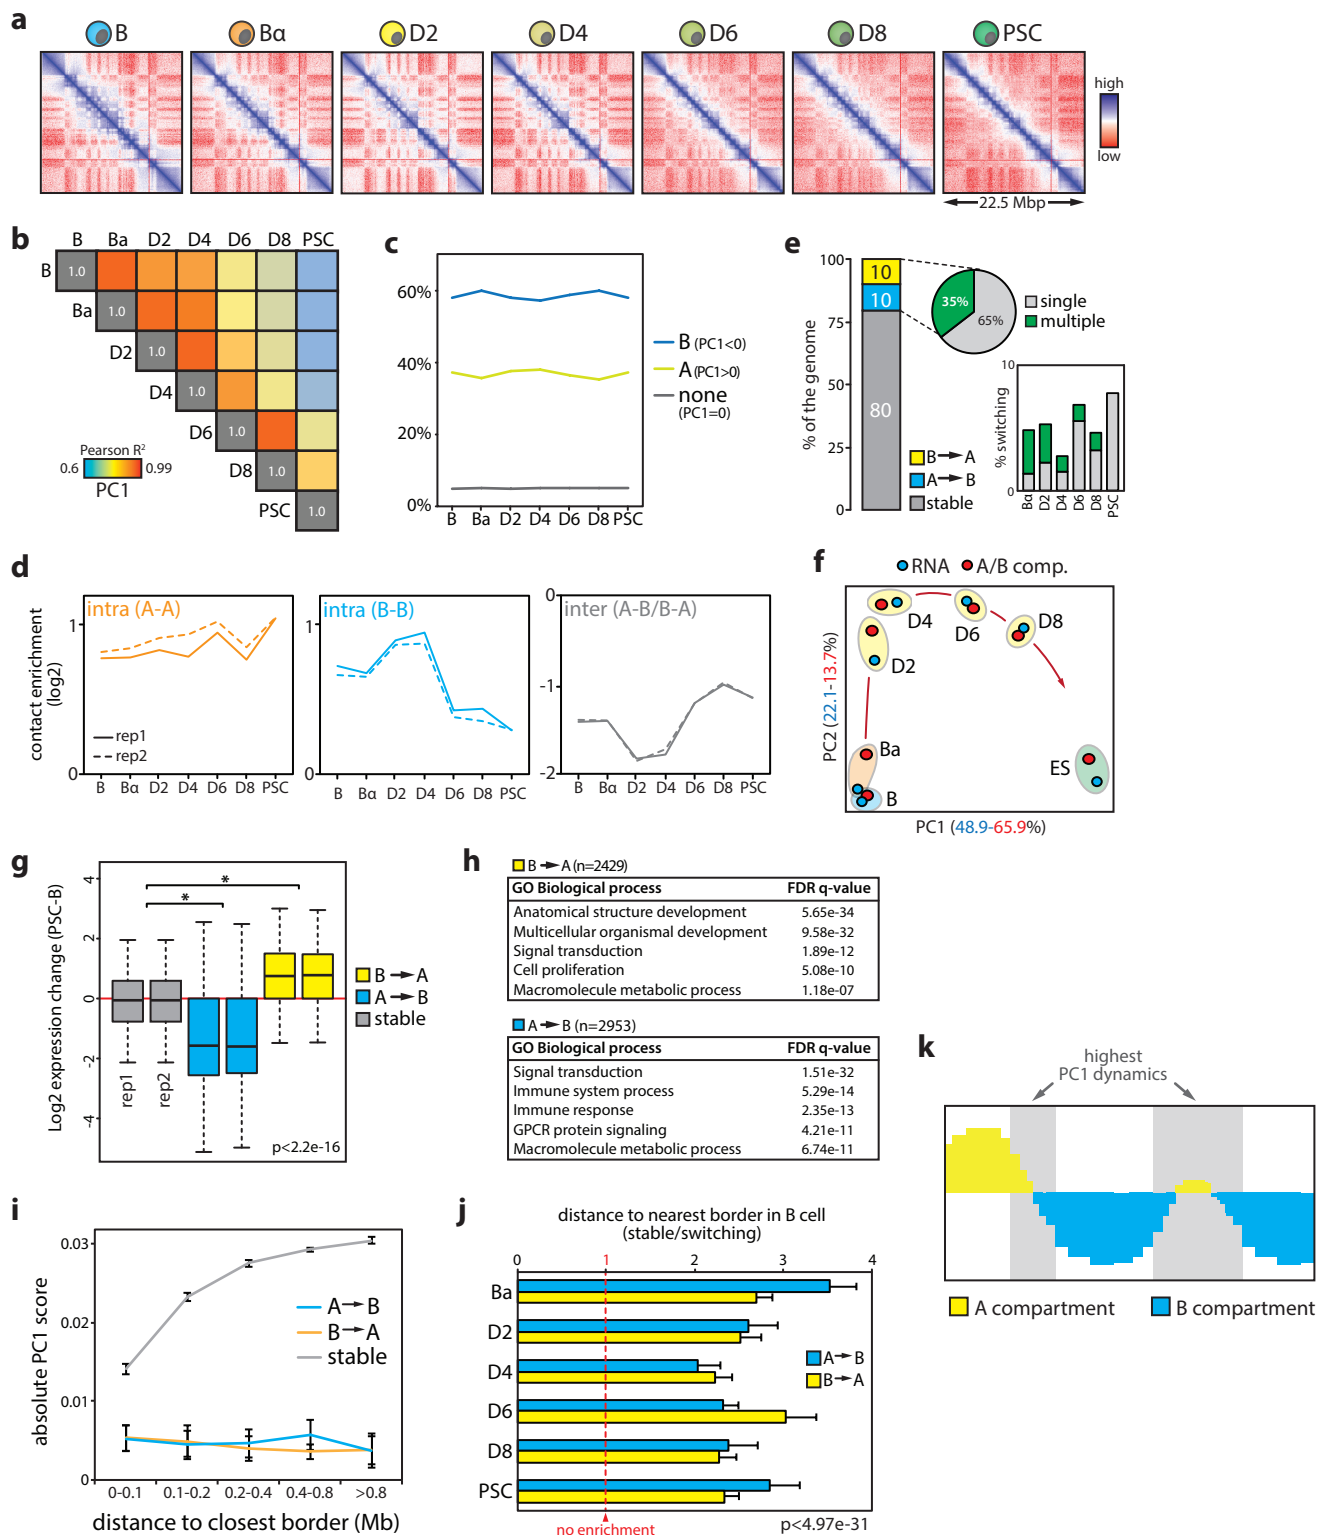 a
B Bα D2 D4 D6 D8 PSC
high
low
22.5 Mbp
b
B Ba D2 D4 D6 D8 PSC
B 1.0
Ba 1.0
D2 1.0
D4 1.0
D6 1.0
D8 1.0
PSC 1.0
Pearson R²
0.6 0.99
PC1
c
60%
40%
20%
0%
B Ba D2 D4 D6 D8 PSC
B (PC1<0)
A (PC1>0)
none
(PC1=0)
e
% of the genome
100
75
50
25
0
10
10
80
B→A
A→B
stable
35%
65%
single
multiple
% switching
10
0
Bα D2 D4 D6 D8 PSC
d
contact enrichment
(log2)
intra (A-A)
1
0
rep1
rep2
B Bα D2 D4 D6 D8 PSC
intra (B-B)
1
0
B Bα D2 D4 D6 D8 PSC
inter (A-B/B-A)
0
-1
-2
B Bα D2 D4 D6 D8 PSC
f
RNA A/B comp.
D4
D6
D8
D2
Ba
B
ES
PC2 (22.1-13.7%)
PC1 (48.9-65.9%)
g
Log2 expression change (PSC-B)
4
2
0
-2
-4
*
*
rep1
rep2
p<2.2e-16
B→A
A→B
stable
h
B→A (n=2429)
GO Biological process FDR q-value
Anatomical structure development 5.65e-34
Multicellular organismal development 9.58e-32
Signal transduction 1.89e-12
Cell proliferation 5.08e-10
Macromolecule metabolic process 1.18e-07
A→B (n=2953)
GO Biological process FDR q-value
Signal transduction 1.51e-32
Immune system process 5.29e-14
Immune response 2.35e-13
GPCR protein signaling 4.21e-11
Macromolecule metabolic process 6.74e-11
k
highest
PC1 dynamics
A compartment B compartment
i
absolute PC1 score
0.03
0.02
0.01
0
A→B
B→A
stable
0-0.1 0.1-0.2 0.2-0.4 0.4-0.8 >0.8
distance to closest border (Mb)
j
distance to nearest border in B cell
(stable/switching)
0 1 2 3 4
Ba
D2
D4
D6
D8
PSC
A→B
B→A
no enrichment
p<4.97e-31